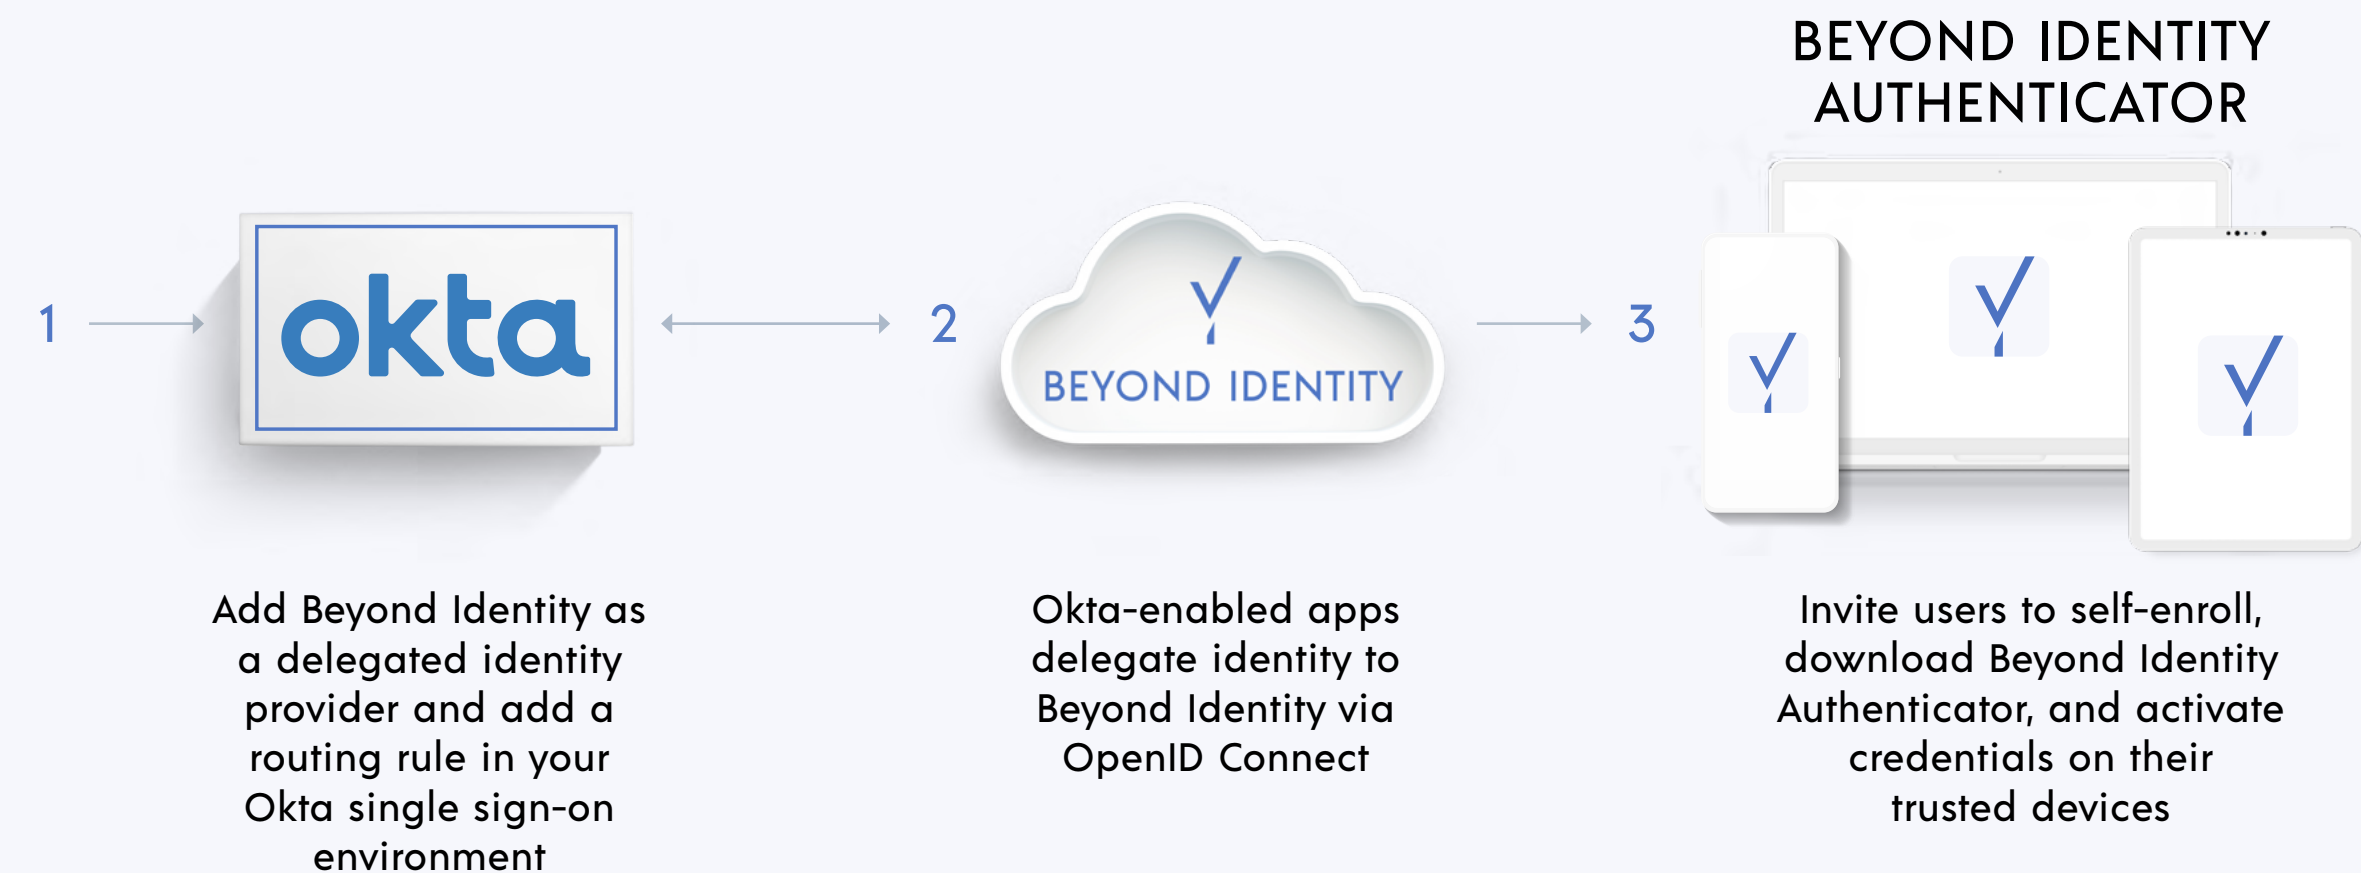 BEYOND IDENTITY
AUTHENTICATOR
1
okta
2
BEYOND IDENTITY
3
Add Beyond Identity as
a delegated identity
provider and add a
routing rule in your
Okta single sign-on
environment
Okta-enabled apps
delegate identity to
Beyond Identity via
OpenID Connect
Invite users to self-enroll,
download Beyond Identity
Authenticator, and activate
credentials on their
trusted devices